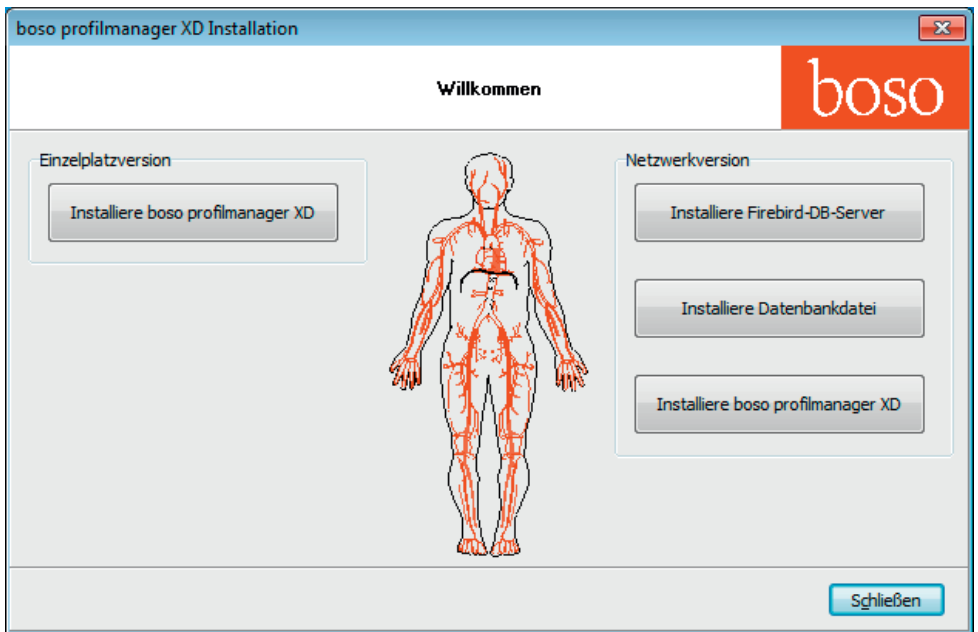 boso profilmanager XD Installation
Willkommen
boso
Einzelplatzversion
Installiere boso profilmanager XD
Netzwerkversion
Installiere Firebird-DB-Server
Installiere Datenbankdatei
Installiere boso profilmanager XD
Schließen